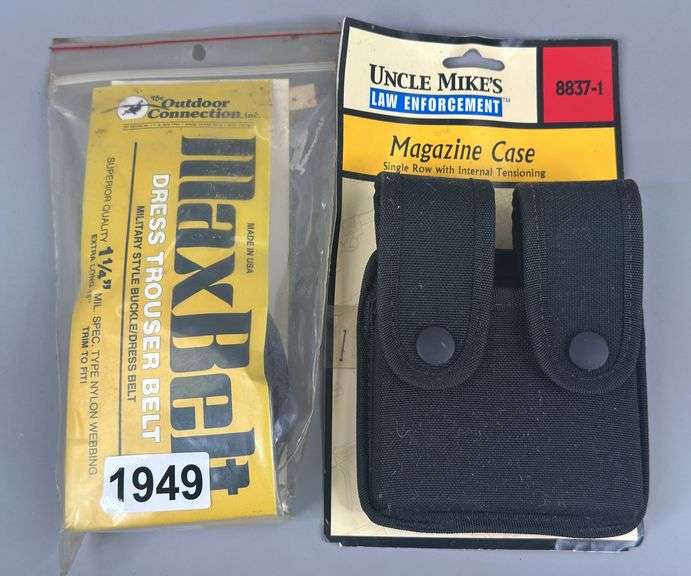 The
Outdoor
Connection, Inc.
maxBelt
DRESS TROUSER BELT
MILITARY STYLE BUCKLE/DRESS BELT
MADE IN USA
SUPERIOR QUALITY 1 1/4" MIL. SPEC. TYPE NYLON WEBBING
EXTRA LONG
TRIM TO FIT!
1949
UNCLE MIKE'S
LAW ENFORCEMENT™
8837-1
Magazine Case
Single Row with Internal Tensioning